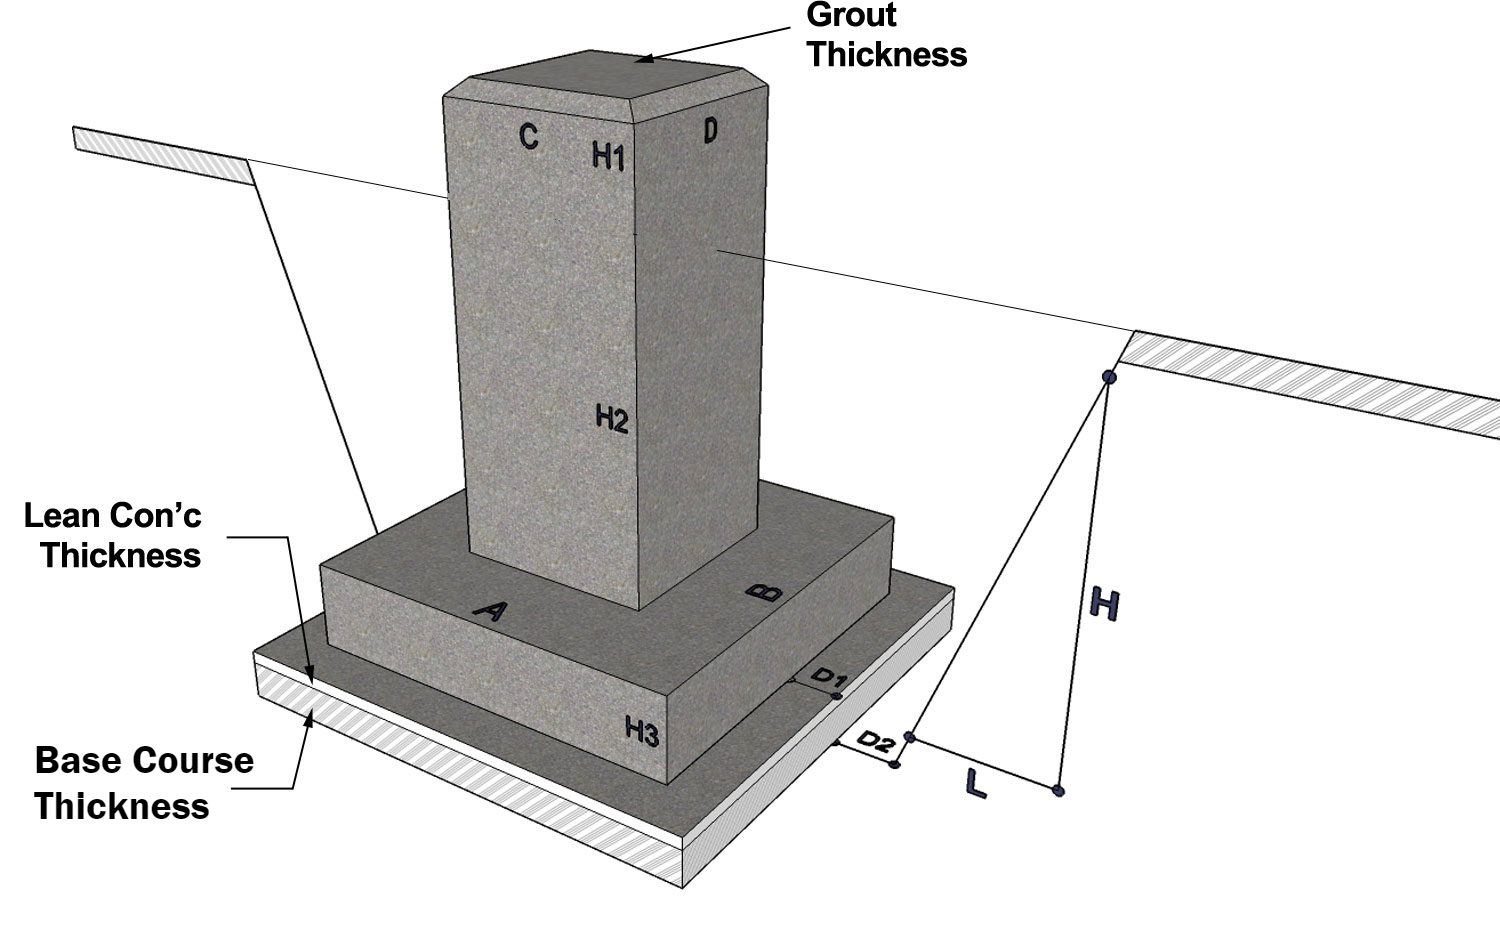 Grout
Thickness
C
D
H1
H2
Lean Con’c
Thickness
A
B
H
D1
H3
D2
L
Base Course
Thickness